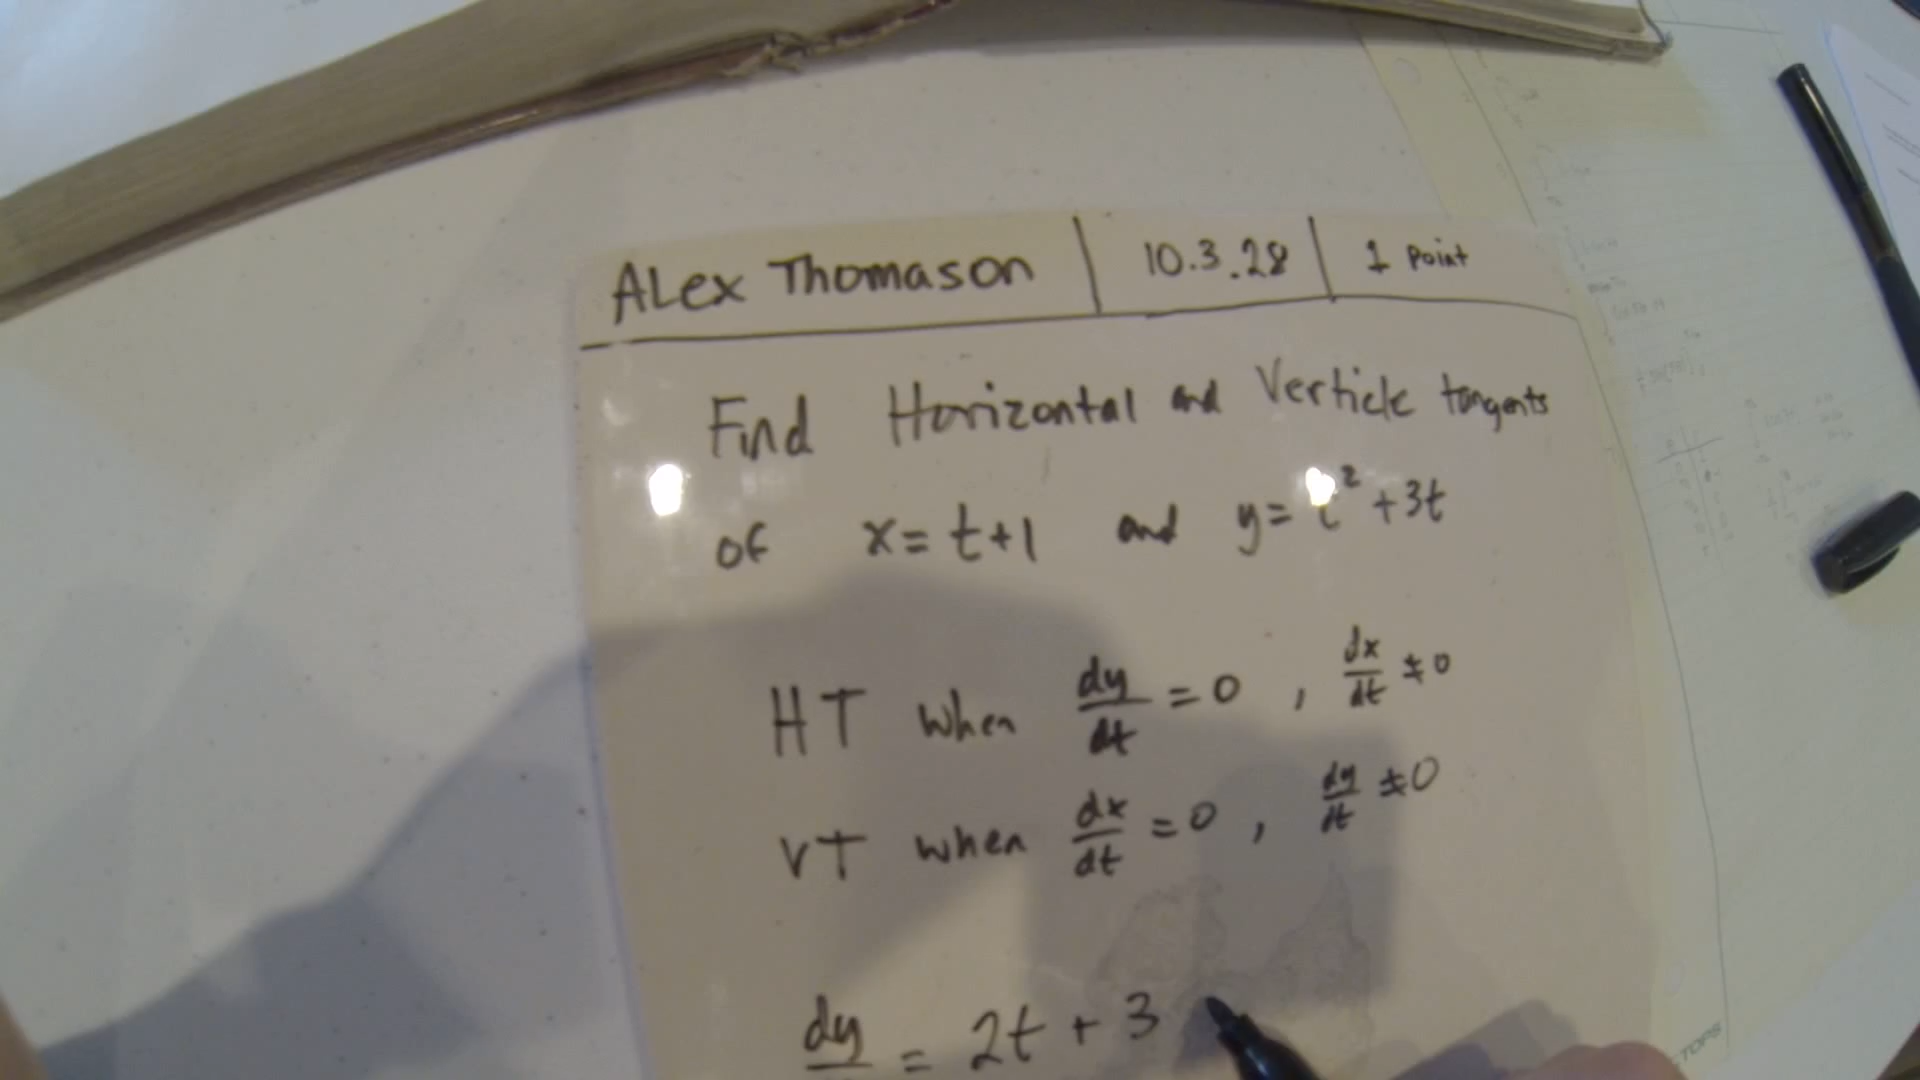 ALex Thomason | 10.3.28 | 1 Point
Find Horizontal and Verticle tangents
of x = t+1 and y = t² + 3t
HT when dy/dt = 0 , dx/dt ≠ 0
VT when dx/dt = 0 , dy/dt ≠ 0
dy = 2t + 3
TOPS